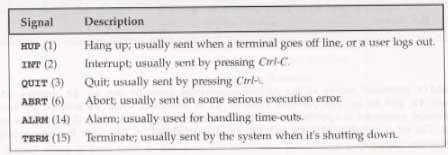 Signal Description
HUP (1) Hang up; usually sent when a terminal goes off line, or a user logs out.
INT (2) Interrupt; usually sent by pressing Ctrl-C.
QUIT (3) Quit; usually sent by pressing Ctrl-\.
ABRT (6) Abort; usually sent on some serious execution error.
ALRM (14) Alarm; usually used for handling time-outs.
TERM (15) Terminate; usually sent by the system when it's shutting down.